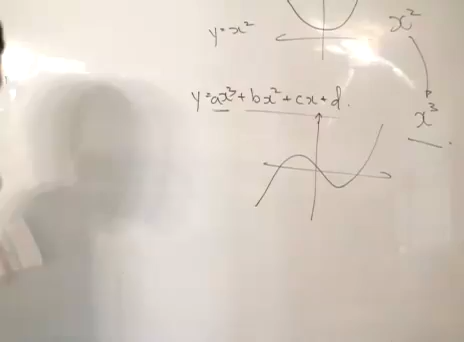 y=x²
x²
y=ax³+bx²+cx+d.
x³